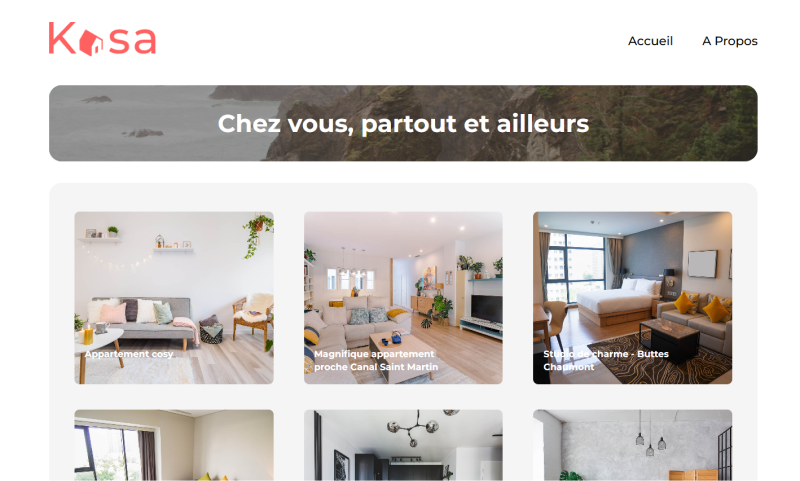 Kasa
Accueil
A Propos
Chez vous, partout et ailleurs
Appartement cosy
Magnifique appartement
proche Canal Saint Martin
Studio de charme - Buttes
Chaumont